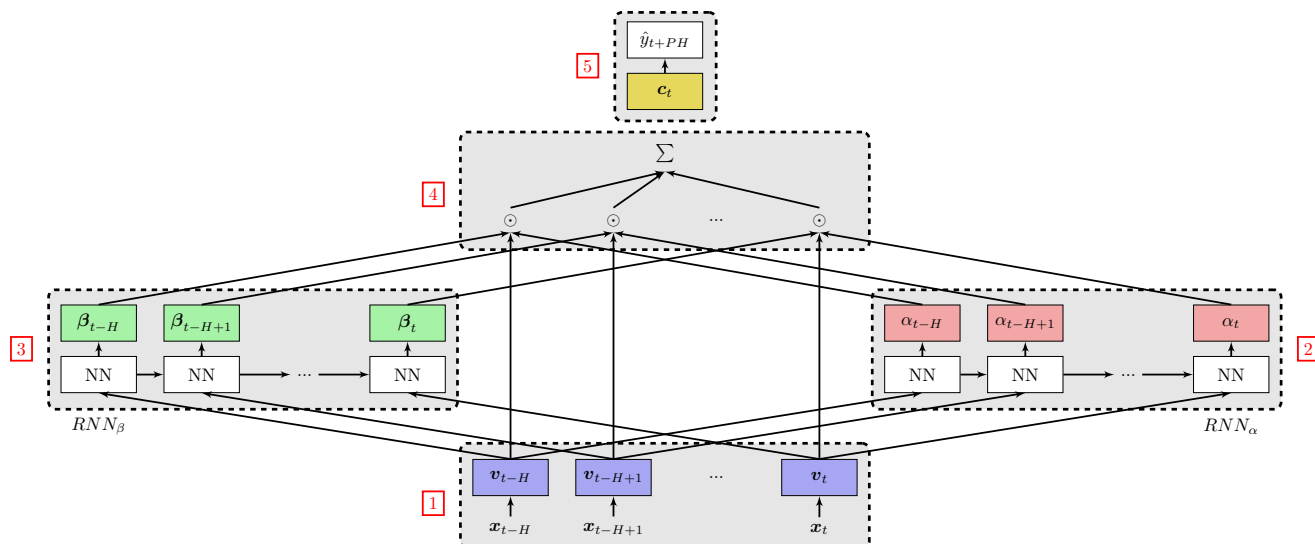 ŷ_{t+PH}
5
c_t
∑
4
⊙ ⊙ ... ⊙
β_{t−H} β_{t−H+1} β_t
α_{t−H} α_{t−H+1} α_t
3
2
NN NN ... NN
NN NN ... NN
RNN_β
RNN_α
v_{t−H} v_{t−H+1} ... v_t
1
x_{t−H} x_{t−H+1} x_t